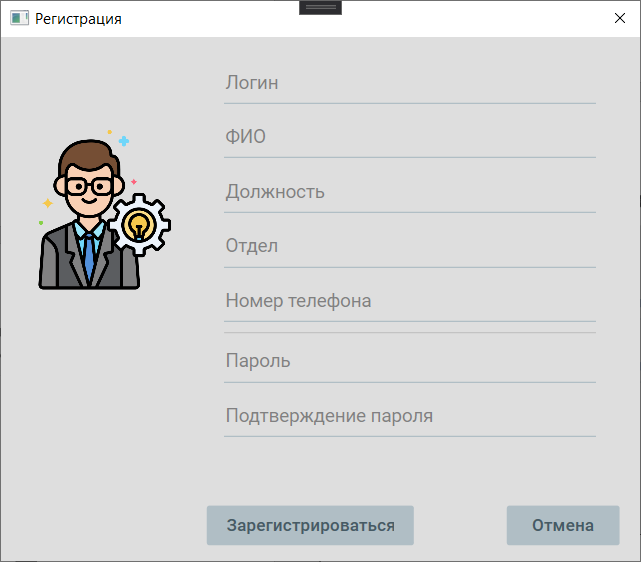 Регистрация
Логин
ФИО
Должность
Отдел
Номер телефона
Пароль
Подтверждение пароля
Зарегистрироваться
Отмена